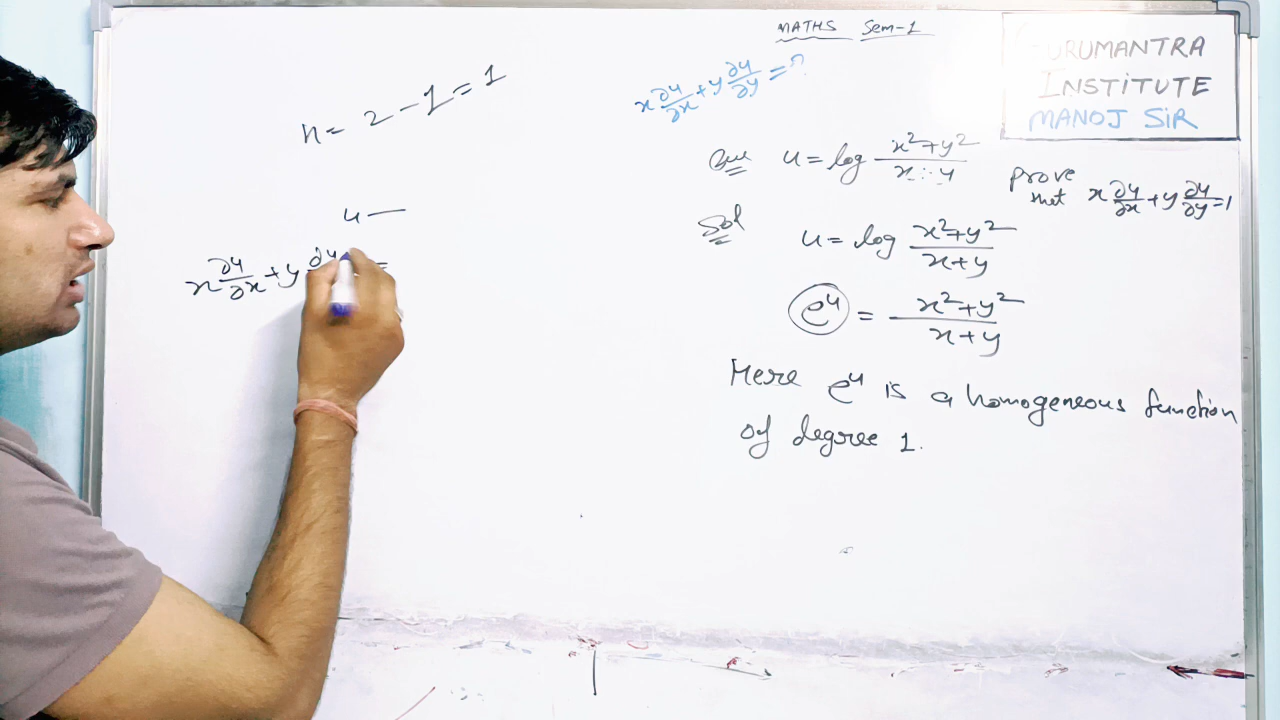 MATHS Sem-1
URUMANTRA
INSTITUTE
MANOJ SIR
x ∂u/∂x + y ∂u/∂y = ?
n = 2 - 1 = 1
u —
x ∂u/∂x + y ∂u =
Que u = log (x²+y²)/(x+y) prove that x ∂u/∂x + y ∂u/∂y = 1
Sol u = log (x²+y²)/(x+y)
e^u = (x²+y²)/(x+y)
Here e^u is a homogeneous function
of degree 1.